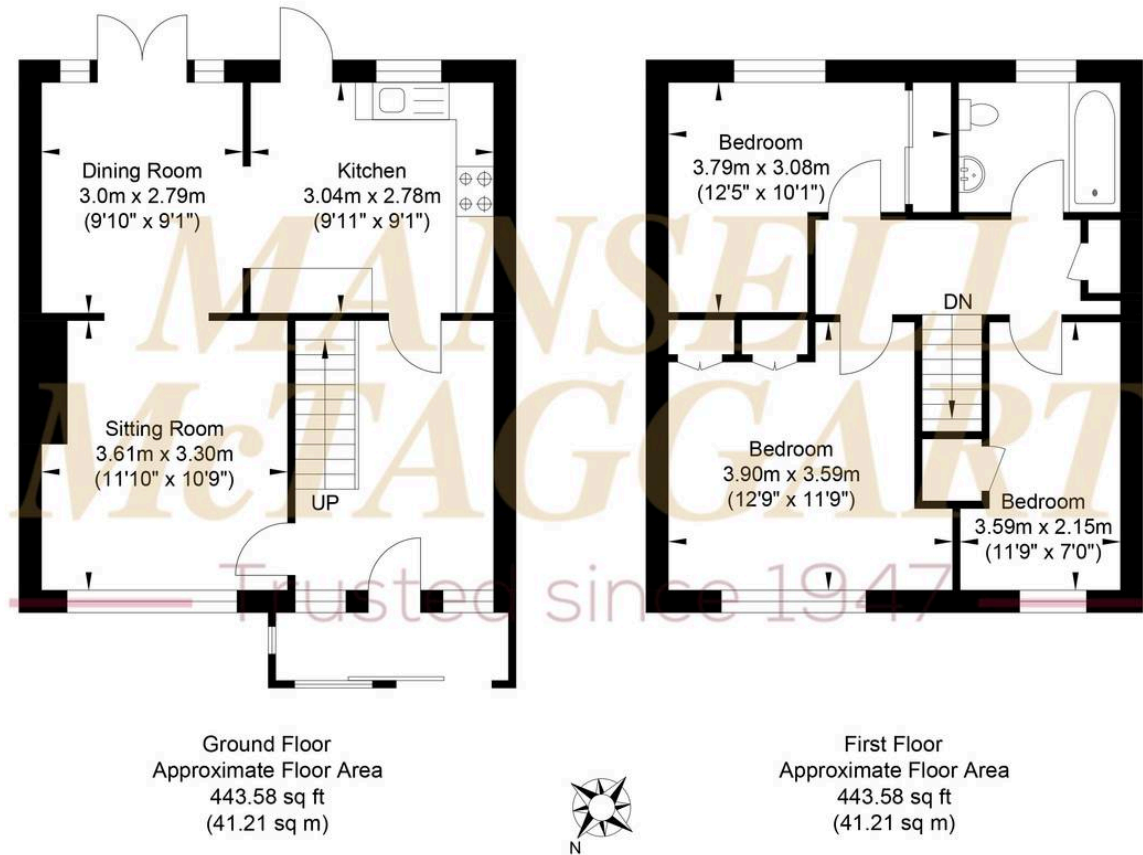 Dining Room
3.0m x 2.79m
(9'10" x 9'1")
Kitchen
3.04m x 2.78m
(9'11" x 9'1")
Sitting Room
3.61m x 3.30m
(11'10" x 10'9")
UP
Bedroom
3.79m x 3.08m
(12'5" x 10'1")
DN
Bedroom
3.90m x 3.59m
(12'9" x 11'9")
Bedroom
3.59m x 2.15m
(11'9" x 7'0")
MANSELL
McTAGGART
Trusted since 1947
Ground Floor
Approximate Floor Area
443.58 sq ft
(41.21 sq m)
N
First Floor
Approximate Floor Area
443.58 sq ft
(41.21 sq m)